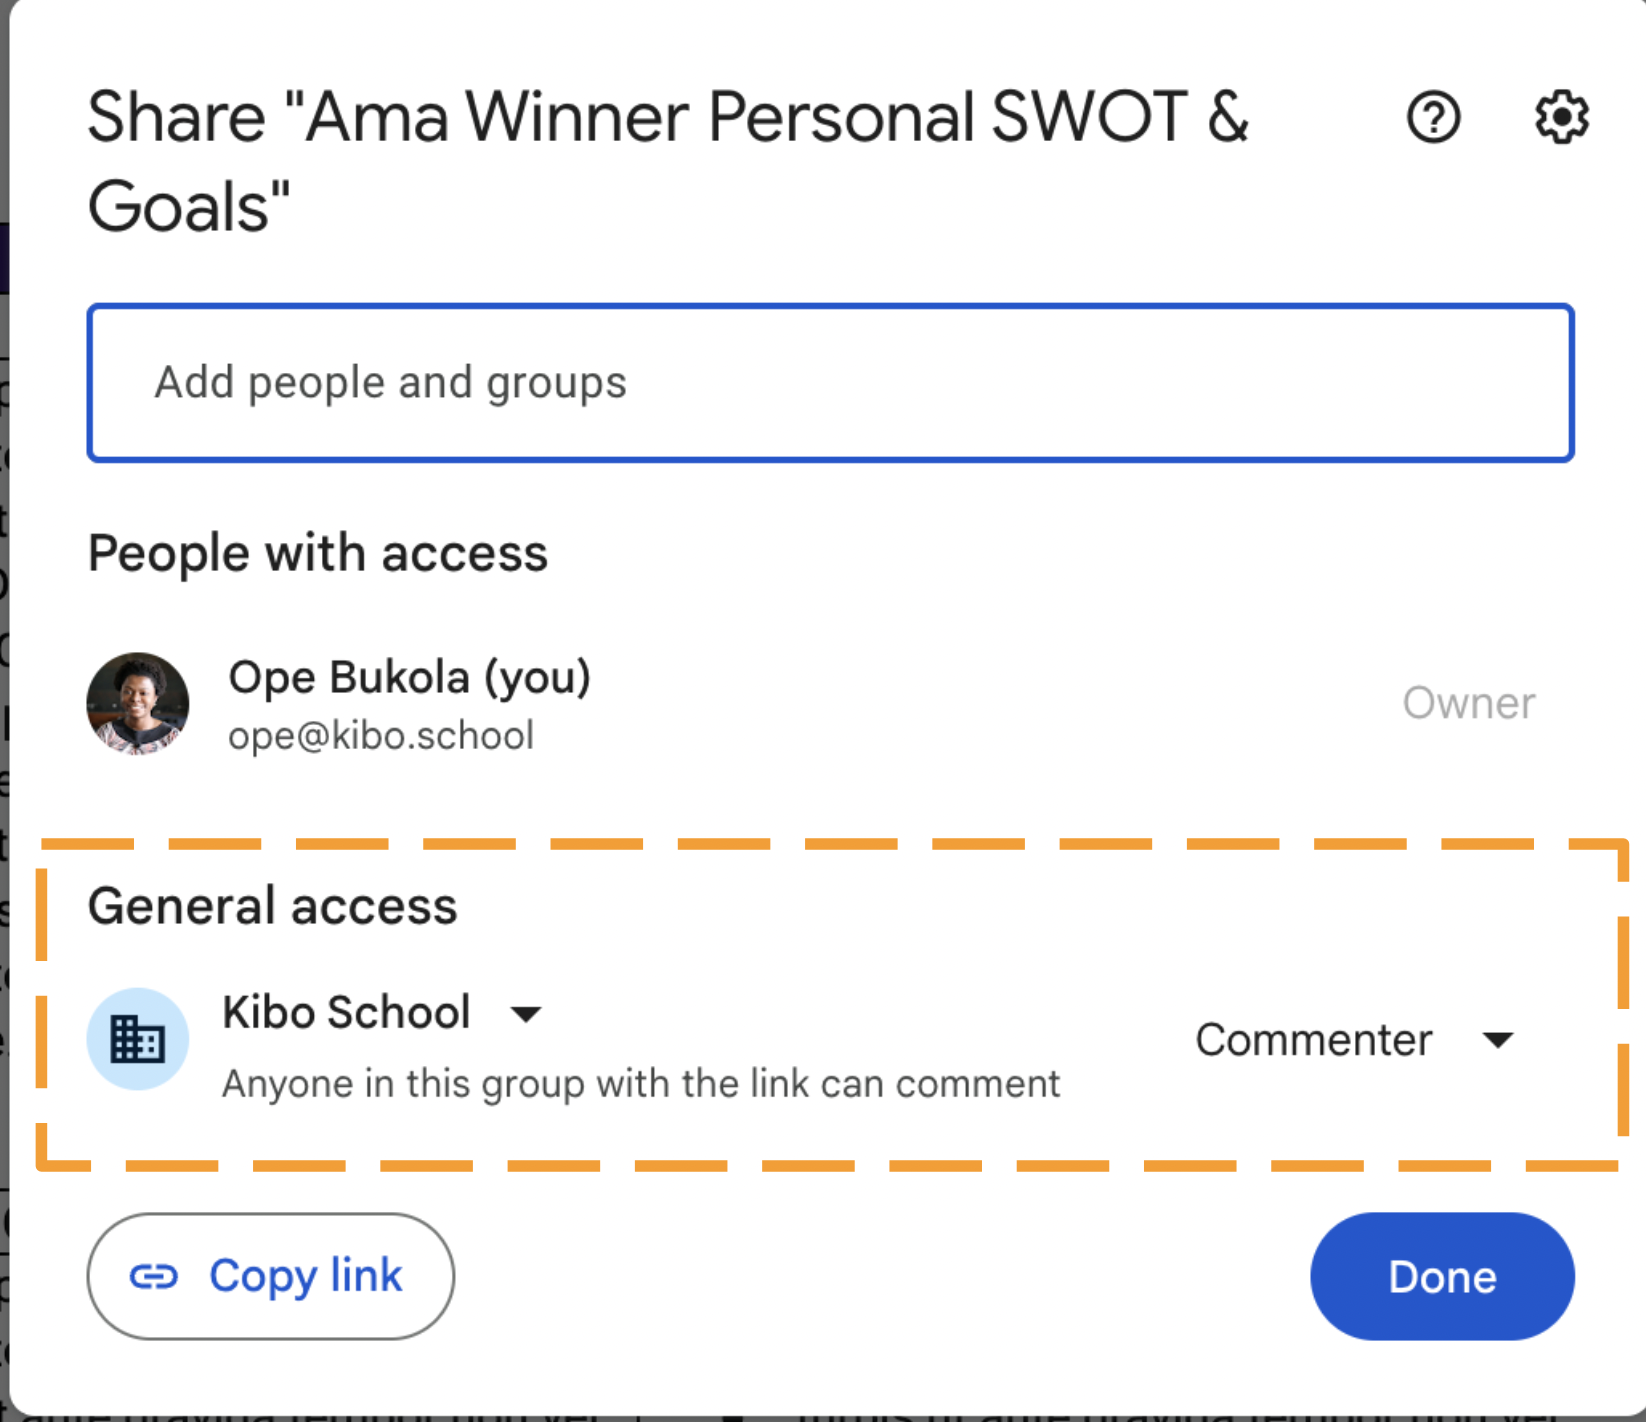 Share "Ama Winner Personal SWOT &
Goals"
Add people and groups
People with access
Ope Bukola (you)
ope@kibo.school
Owner
General access
Kibo School
Anyone in this group with the link can comment
Commenter
Copy link
Done